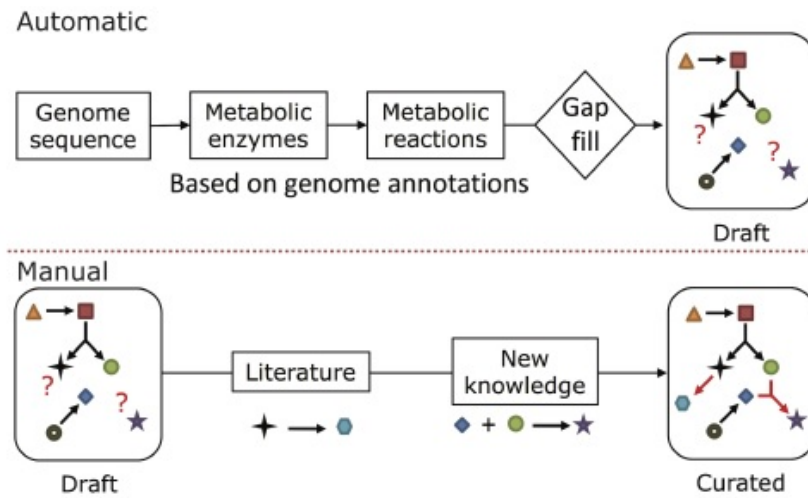 Automatic
Genome
sequence
Metabolic
enzymes
Metabolic
reactions
Gap
fill
Based on genome annotations
?
?
Draft
Manual
?
?
Draft
Literature
New
knowledge
+
Curated